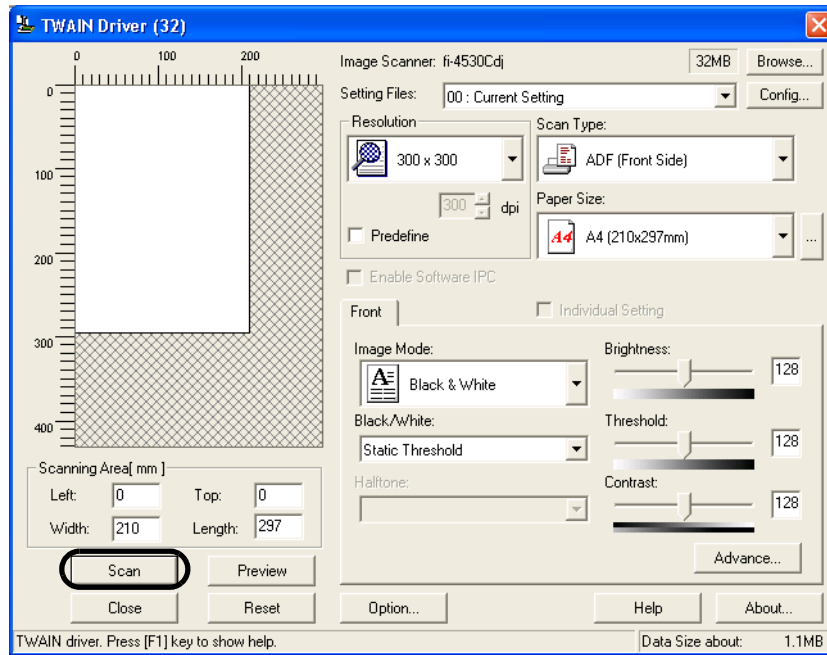 TWAIN Driver (32)
0 100 200
0
100
200
300
400
Image Scanner: fi-4530Cdj 32MB Browse...
Setting Files: 00 : Current Setting Config...
Resolution
300 x 300
300 dpi
Predefine
Scan Type:
ADF (Front Side)
Paper Size:
A4 A4 (210x297mm) ...
Enable Software IPC
Front
Individual Setting
Image Mode:
A Black & White
Black/White:
Static Threshold
Halftone:
Brightness:
128
Threshold:
128
Contrast:
128
Advance...
Scanning Area[ mm ]
Left: 0 Top: 0
Width: 210 Length: 297
Scan Preview
Close Reset Option... Help About...
TWAIN driver. Press [F1] key to show help. Data Size about: 1.1MB